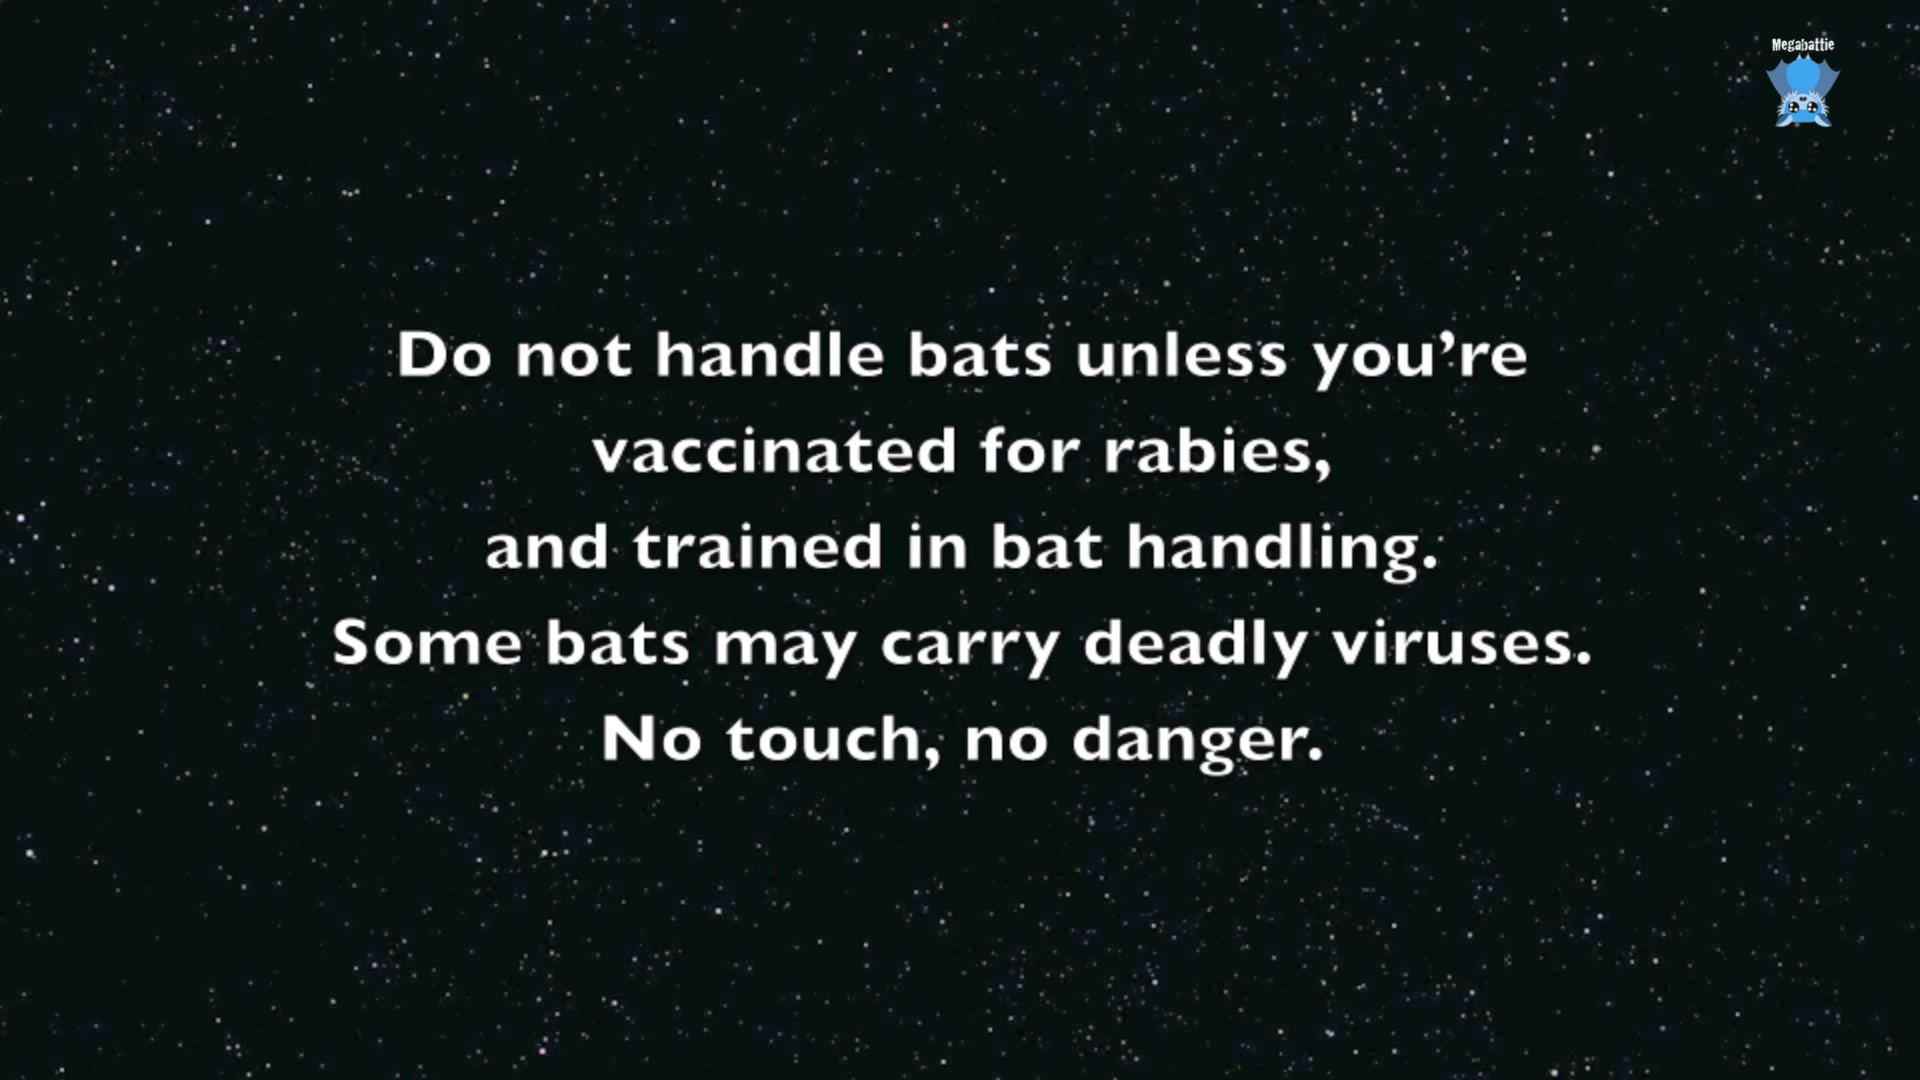 Megabattie
Do not handle bats unless you’re
vaccinated for rabies,
and trained in bat handling.
Some bats may carry deadly viruses.
No touch, no danger.